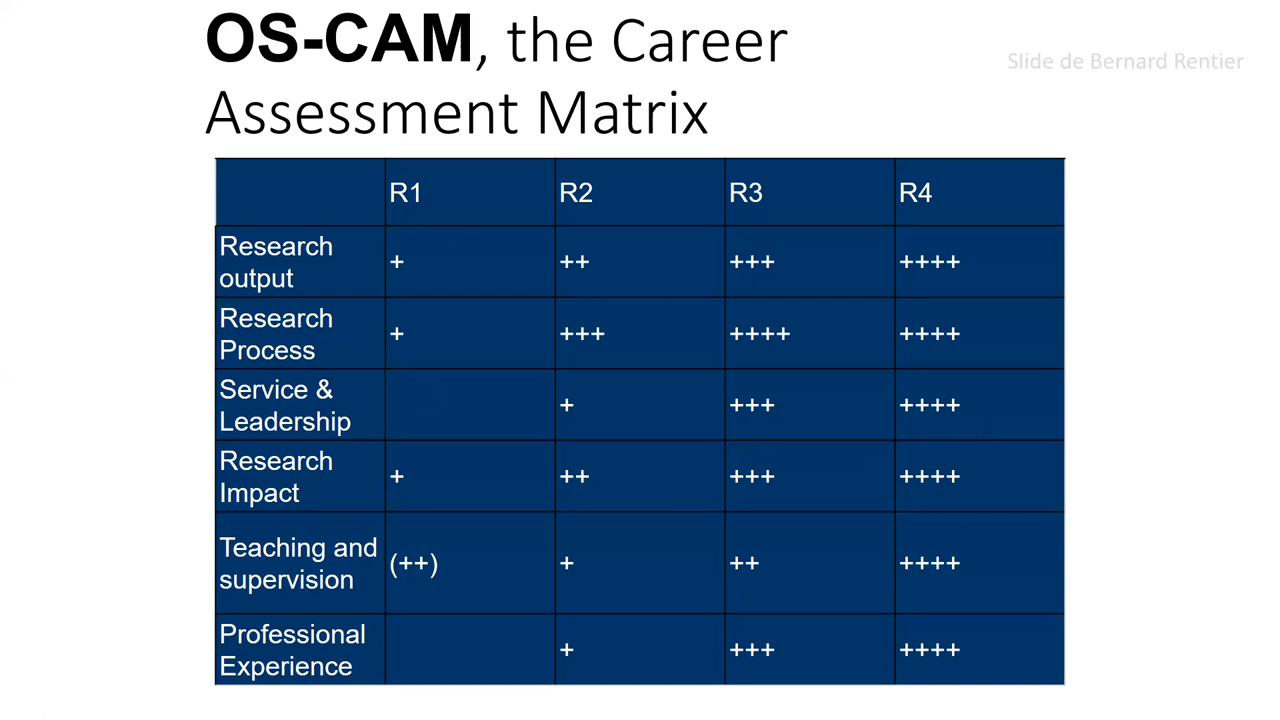 OS-CAM, the Career
Assessment Matrix
Slide de Bernard Rentier
R1 R2 R3 R4
Research
output + ++ +++ ++++
Research
Process + +++ ++++ ++++
Service &
Leadership + +++ ++++
Research
Impact + ++ +++ ++++
Teaching and
supervision (++) + ++ ++++
Professional
Experience + +++ ++++